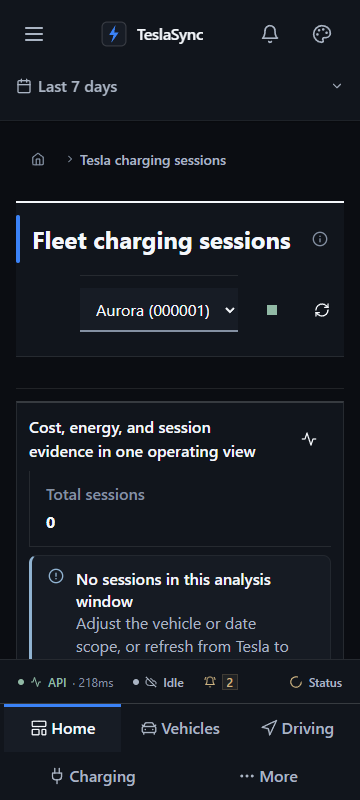 TeslaSync
Last 7 days
Tesla charging sessions
Fleet charging sessions
Aurora (000001)
Cost, energy, and session
evidence in one operating view
Total sessions
0
No sessions in this analysis
window
Adjust the vehicle or date
scope, or refresh from Tesla to
API · 218ms Idle 2 Status
Home Vehicles Driving
Charging More